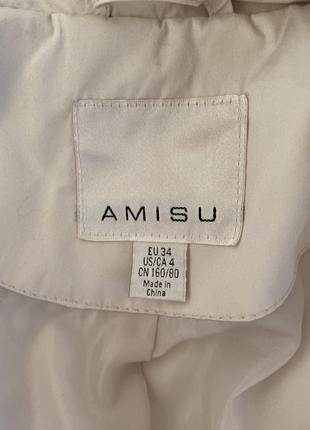 AMISU
EU 34
US/CA 4
CN 160/80
Made in
China